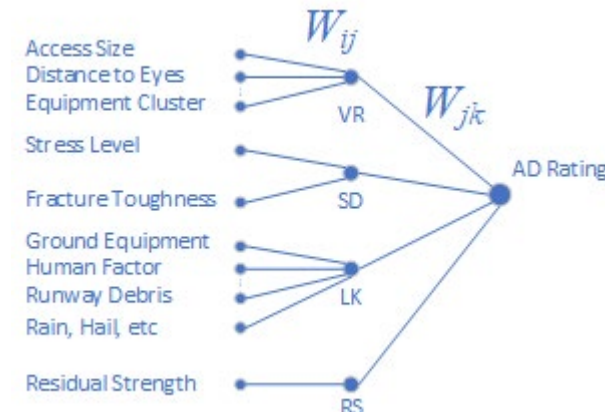 W_ij
Access Size
Distance to Eyes
Equipment Cluster
VR
W_jk
Stress Level
AD Rating
Fracture Toughness
SD
Ground Equipment
Human Factor
Runway Debris
LK
Rain, Hail, etc
Residual Strength
RS